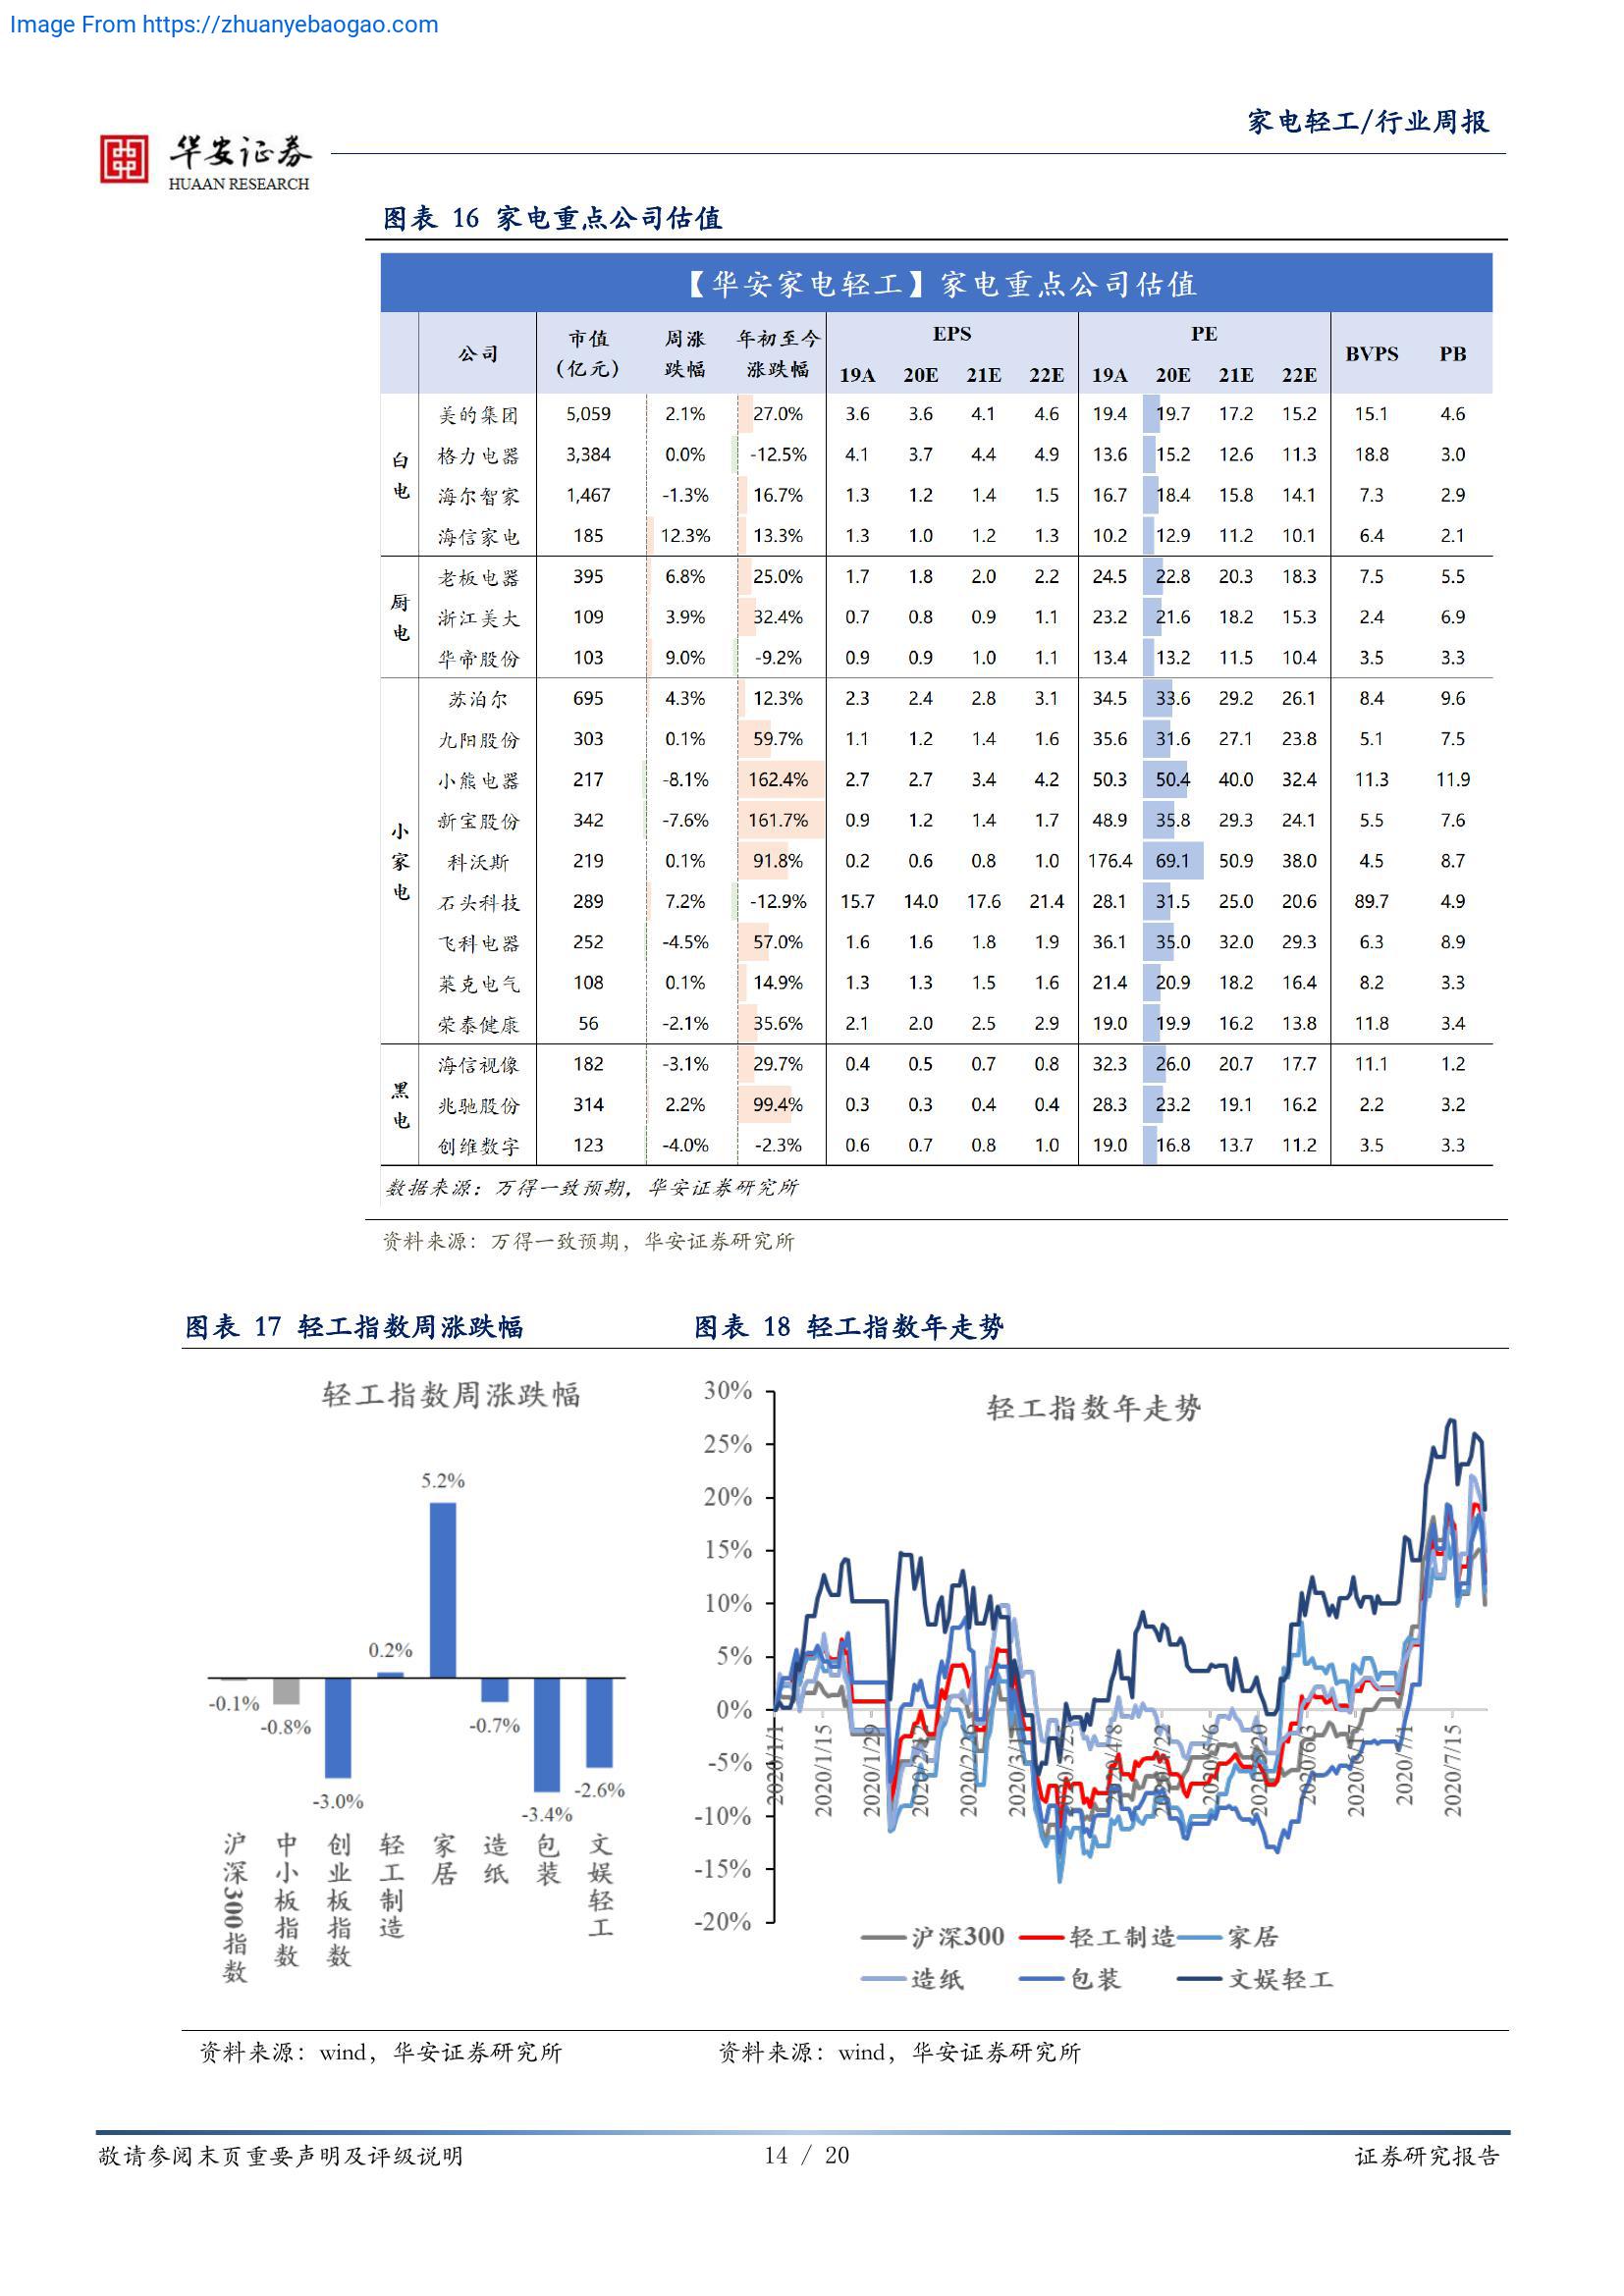 Image From https://zhuanyebaogao.com
家电轻工/行业周报
华安证券
HUAAN RESEARCH
图表 16 家电重点公司估值
【华安家电轻工】家电重点公司估值
公司 市值(亿元) 周涨跌幅 年初至今涨跌幅 EPS PE BVPS PB
19A 20E 21E 22E 19A 20E 21E 22E
白电
美的集团 5,059 2.1% 27.0% 3.6 3.6 4.1 4.6 19.4 19.7 17.2 15.2 15.1 4.6
格力电器 3,384 0.0% -12.5% 4.1 3.7 4.4 4.9 13.6 15.2 12.6 11.3 18.8 3.0
海尔智家 1,467 -1.3% 16.7% 1.3 1.2 1.4 1.5 16.7 18.4 15.8 14.1 7.3 2.9
海信家电 185 12.3% 13.3% 1.3 1.0 1.2 1.3 10.2 12.9 11.2 10.1 6.4 2.1
厨电
老板电器 395 6.8% 25.0% 1.7 1.8 2.0 2.2 24.5 22.8 20.3 18.3 7.5 5.5
浙江美大 109 3.9% 32.4% 0.7 0.8 0.9 1.1 23.2 21.6 18.2 15.3 2.4 6.9
华帝股份 103 9.0% -9.2% 0.9 0.9 1.0 1.1 13.4 13.2 11.5 10.4 3.5 3.3
小家电
苏泊尔 695 4.3% 12.3% 2.3 2.4 2.8 3.1 34.5 33.6 29.2 26.1 8.4 9.6
九阳股份 303 0.1% 59.7% 1.1 1.2 1.4 1.6 35.6 31.6 27.1 23.8 5.1 7.5
小熊电器 217 -8.1% 162.4% 2.7 2.7 3.4 4.2 50.3 50.4 40.0 32.4 11.3 11.9
新宝股份 342 -7.6% 161.7% 0.9 1.2 1.4 1.7 48.9 35.8 29.3 24.1 5.5 7.6
科沃斯 219 0.1% 91.8% 0.2 0.6 0.8 1.0 176.4 69.1 50.9 38.0 4.5 8.7
石头科技 289 7.2% -12.9% 15.7 14.0 17.6 21.4 28.1 31.5 25.0 20.6 89.7 4.9
飞科电器 252 -4.5% 57.0% 1.6 1.6 1.8 1.9 36.1 35.0 32.0 29.3 6.3 8.9
莱克电气 108 0.1% 14.9% 1.3 1.3 1.5 1.6 21.4 20.9 18.2 16.4 8.2 3.3
荣泰健康 56 -2.1% 35.6% 2.1 2.0 2.5 2.9 19.0 19.9 16.2 13.8 11.8 3.4
黑电
海信视像 182 -3.1% 29.7% 0.4 0.5 0.7 0.8 32.3 26.0 20.7 17.7 11.1 1.2
兆驰股份 314 2.2% 99.4% 0.3 0.3 0.4 0.4 28.3 23.2 19.1 16.2 2.2 3.2
创维数字 123 -4.0% -2.3% 0.6 0.7 0.8 1.0 19.0 16.8 13.7 11.2 3.5 3.3
数据来源：万得一致预期，华安证券研究所
资料来源：万得一致预期，华安证券研究所
图表 17 轻工指数周涨跌幅
轻工指数周涨跌幅
5.2%
0.2%
-0.1%
-0.8%
-0.7%
-3.0%
-3.4%
-2.6%
沪深300指数
中小板指数
创业板指数
轻工制造
家居
造纸
包装
文娱轻工
资料来源：wind，华安证券研究所
图表 18 轻工指数年走势
轻工指数年走势
30%
25%
20%
15%
10%
5%
0%
-5%
-10%
-15%
-20%
2020/1/1
2020/1/15
2020/1/29
2020/2/12
2020/2/26
2020/3/11
2020/3/25
2020/4/8
2020/4/22
2020/5/6
2020/5/20
2020/6/3
2020/6/17
2020/7/1
2020/7/15
沪深300 轻工制造 家居
造纸 包装 文娱轻工
资料来源：wind，华安证券研究所
敬请参阅末页重要声明及评级说明
14 / 20
证券研究报告